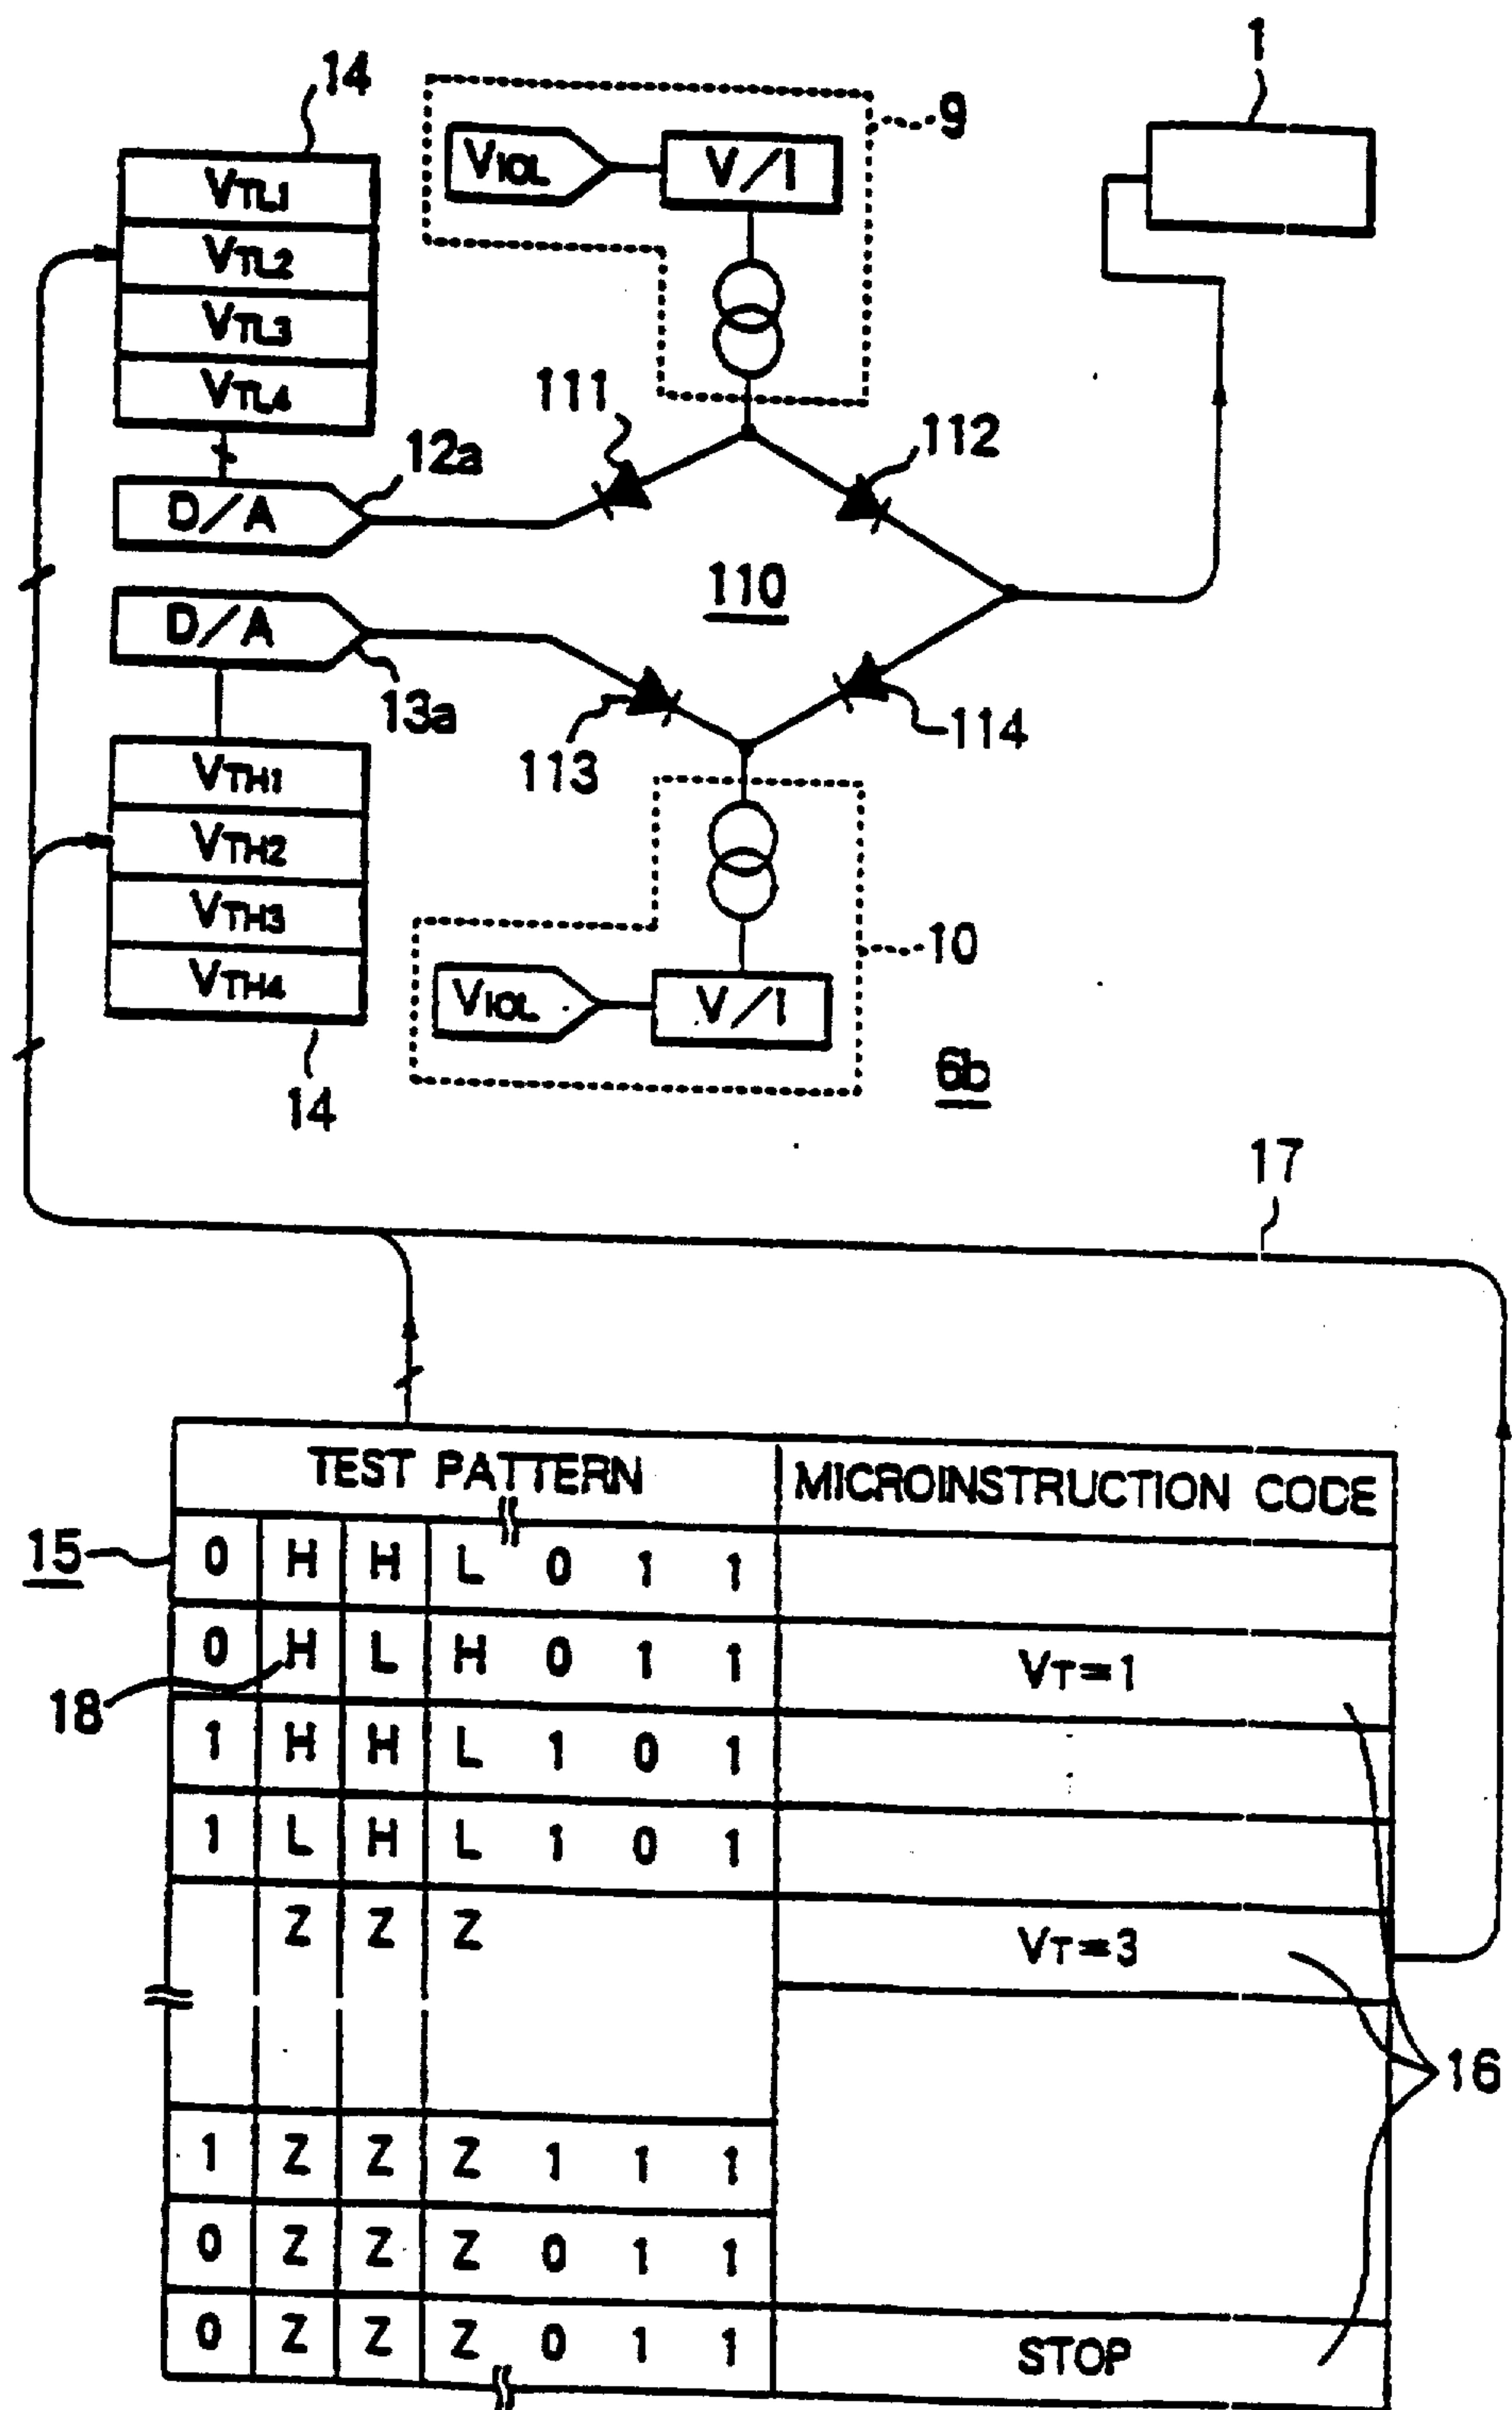 1
14
9
VIOL
V/I
VTL1
VTL2
VTL3
VTL4
111
112
12a
D/A
110
D/A
13a
113
114
VTH1
VTH2
VTH3
VTH4
10
VIOL
V/I
6b
14
17
TEST PATTERN MICROINSTRUCTION CODE
15
0 H H L 0 1 1
0 H L H 0 1 1 VT=1
18
1 H H L 1 0 1
1 L H L 1 0 1
Z Z Z VT=3
16
1 Z Z Z 1 1 1
0 Z Z Z 0 1 1
0 Z Z Z 0 1 1 STOP